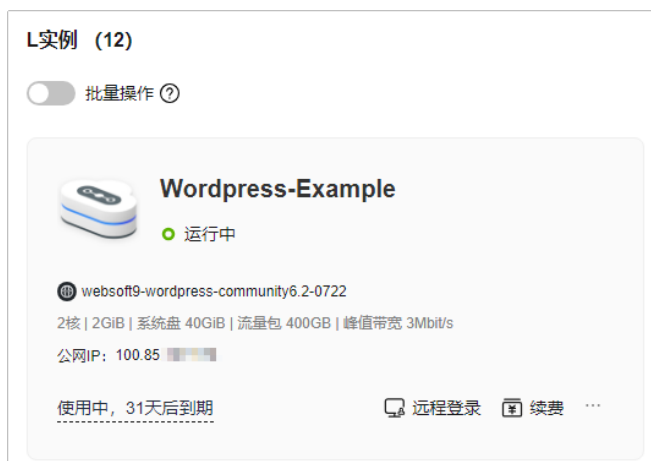 L实例 (12)
批量操作
Wordpress-Example
运行中
websoft9-wordpress-community6.2-0722
2核 | 2GiB | 系统盘 40GiB | 流量包 400GB | 峰值带宽 3Mbit/s
公网IP：100.85
使用中，31天后到期 远程登录 续费 ...